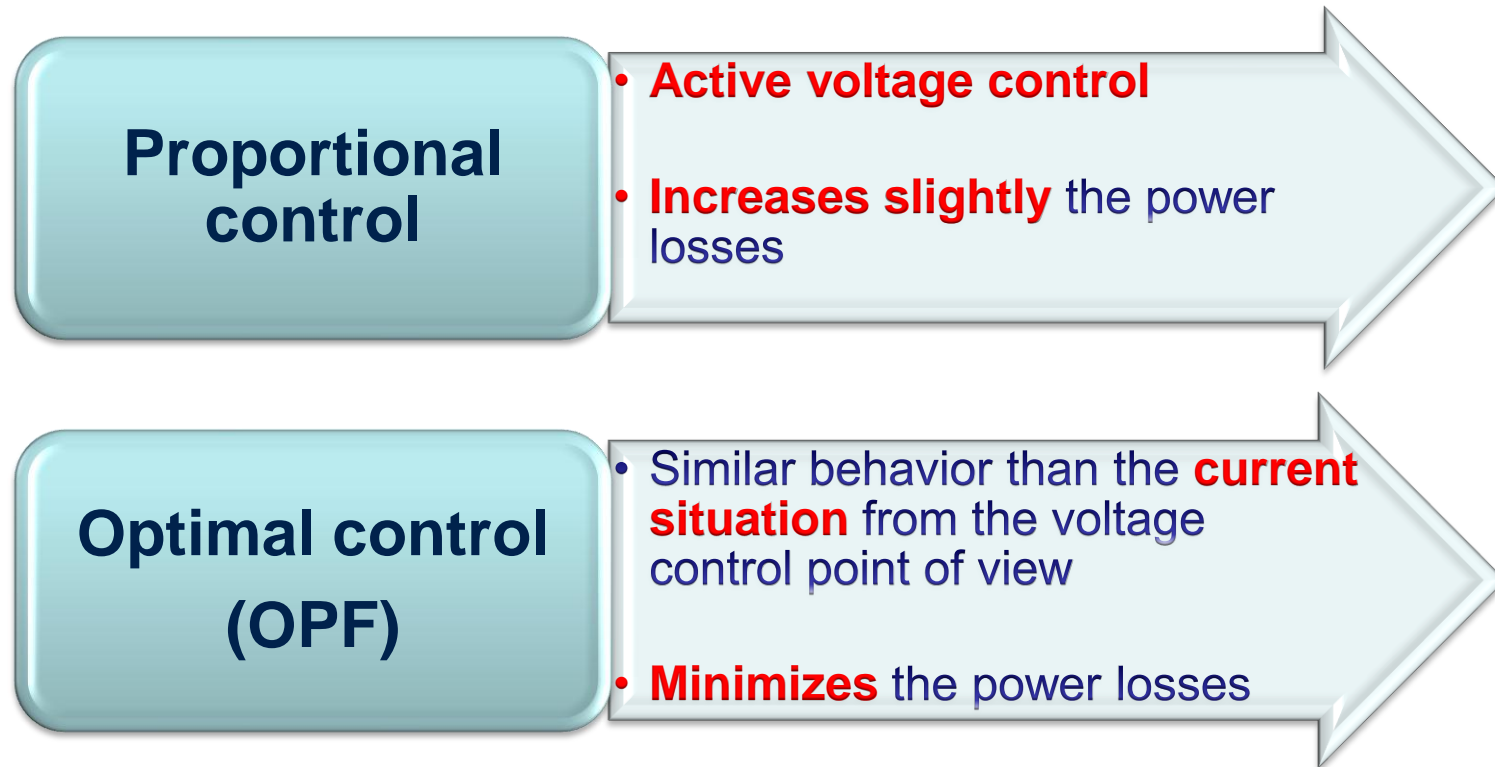 Proportional
control
• Active voltage control
• Increases slightly the power
losses
Optimal control
(OPF)
• Similar behavior than the current
situation from the voltage
control point of view
• Minimizes the power losses